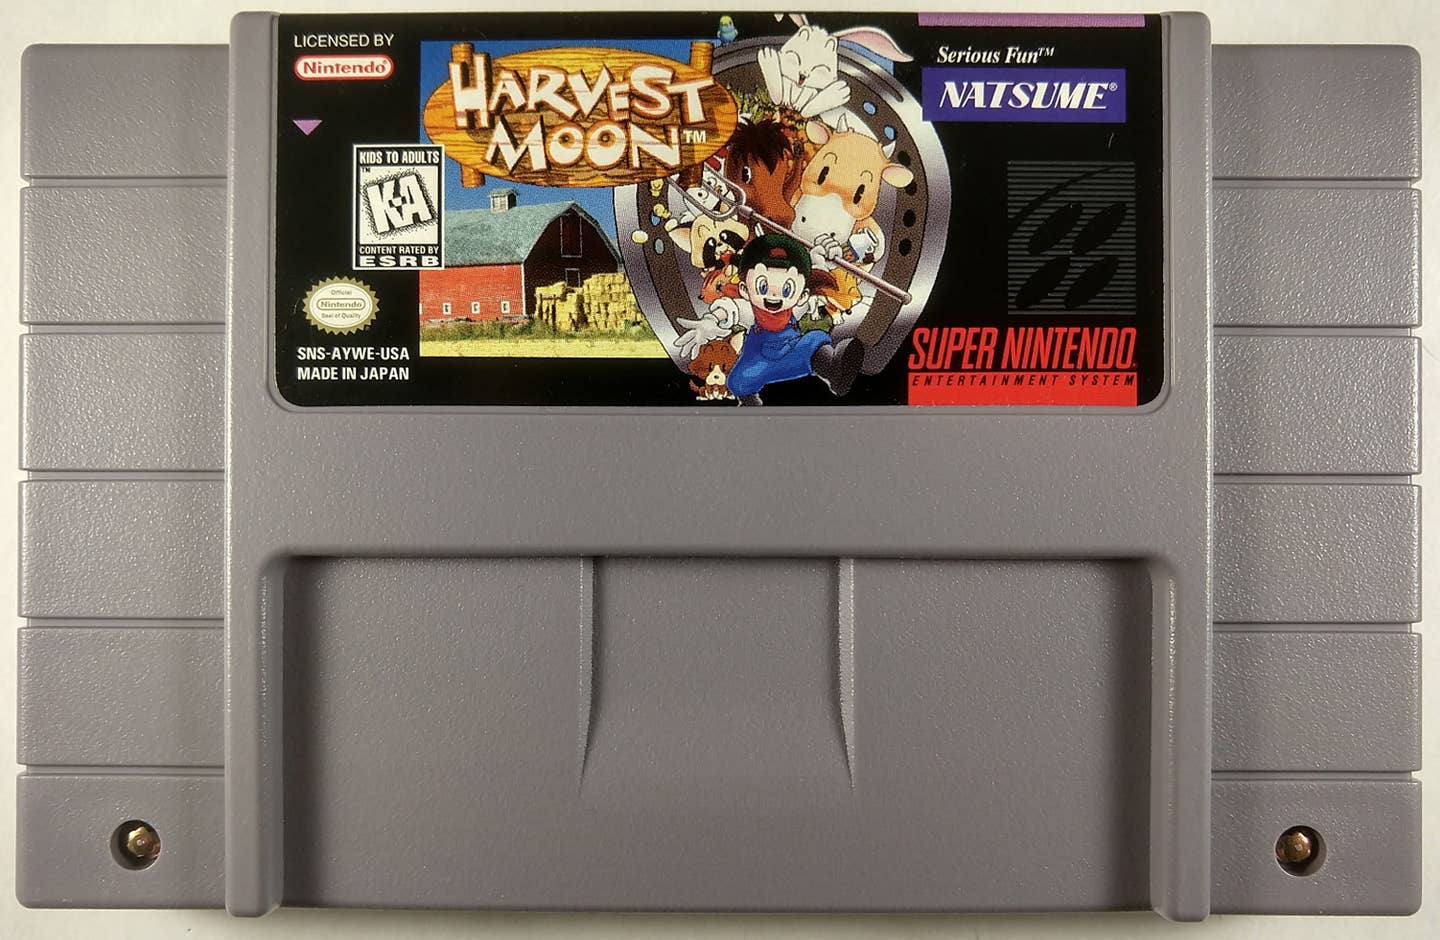 LICENSED BY
Nintendo®
HARVEST
MOON™
Serious Fun™
NATSUME®
KIDS TO ADULTS
™
K-A
CONTENT RATED BY
ESRB
Official
Nintendo
Seal of Quality
SNS-AYWE-USA
MADE IN JAPAN
SUPER NINTENDO.
ENTERTAINMENT SYSTEM